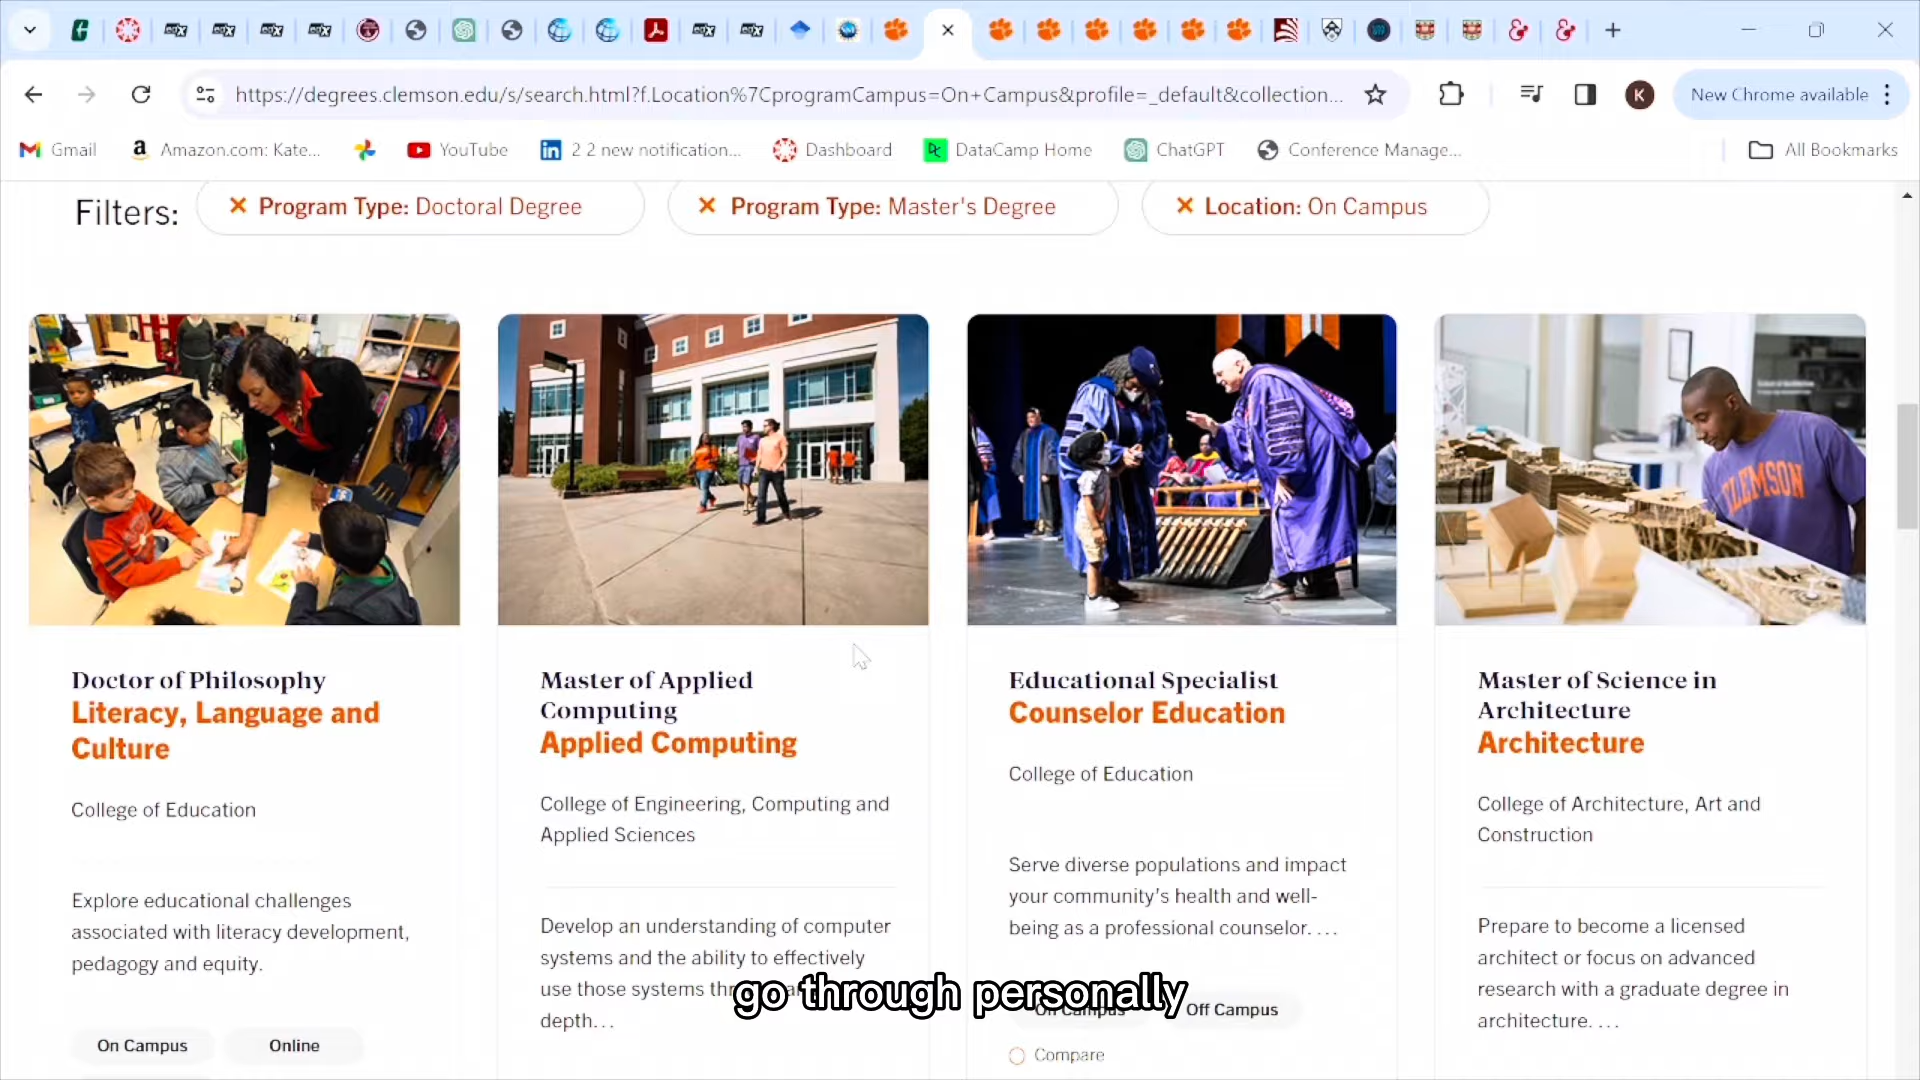 https://degrees.clemson.edu/s/search.html?f.Location%7CprogramCampus=On+Campus&profile=_default&collection...
K
New Chrome available
Gmail
Amazon.com: Kate...
YouTube
2 2 new notification...
Dashboard
DataCamp Home
ChatGPT
Conference Manage...
All Bookmarks
Filters:
Program Type: Doctoral Degree
Program Type: Master's Degree
Location: On Campus
CLEMSON
Doctor of Philosophy
Literacy, Language and
Culture
College of Education
Explore educational challenges
associated with literacy development,
pedagogy and equity.
On Campus
Online
Master of Applied
Computing
Applied Computing
College of Engineering, Computing and
Applied Sciences
Develop an understanding of computer
systems and the ability to effectively
use those systems
depth...
Educational Specialist
Counselor Education
College of Education
Serve diverse populations and impact
your community's health and well-
being as a professional counselor. ...
On Campus
Off Campus
Compare
Master of Science in
Architecture
Architecture
College of Architecture, Art and
Construction
Prepare to become a licensed
architect or focus on advanced
research with a graduate degree in
architecture. ...
go through personally